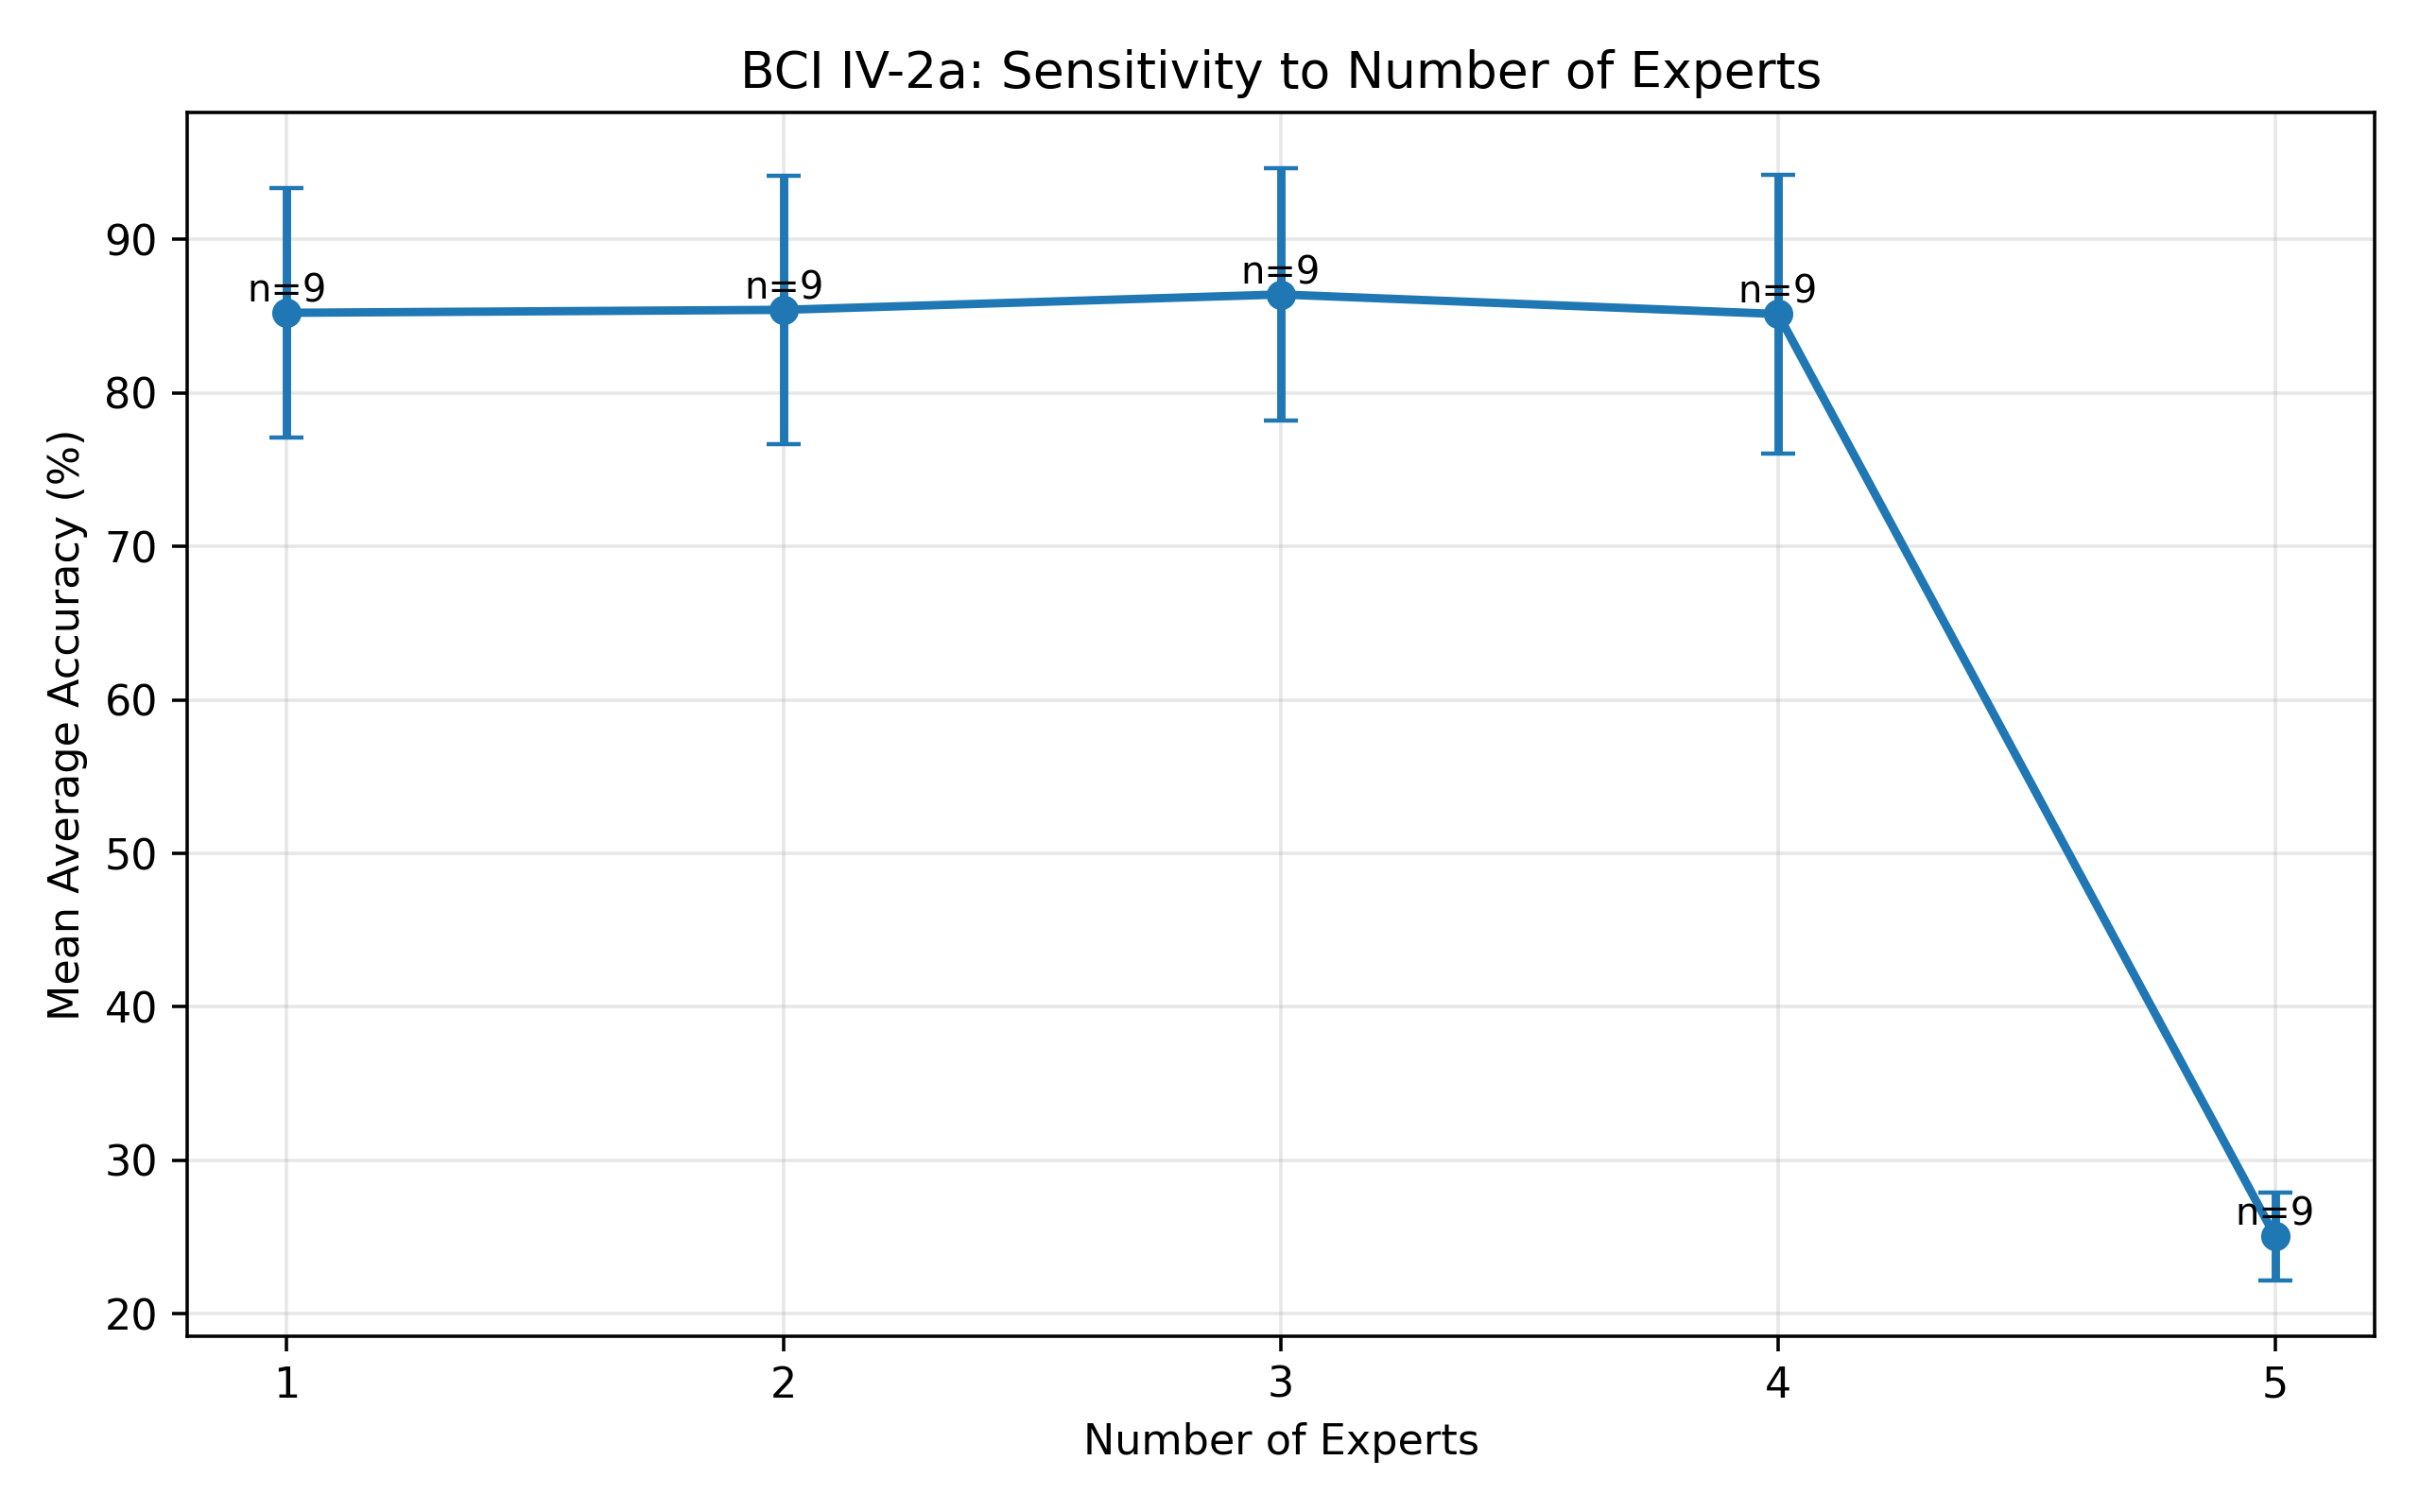 BCI IV-2a: Sensitivity to Number of Experts
Mean Average Accuracy (%)
90
80
70
60
50
40
30
20
n=9
n=9
n=9
n=9
n=9
1
2
3
4
5
Number of Experts